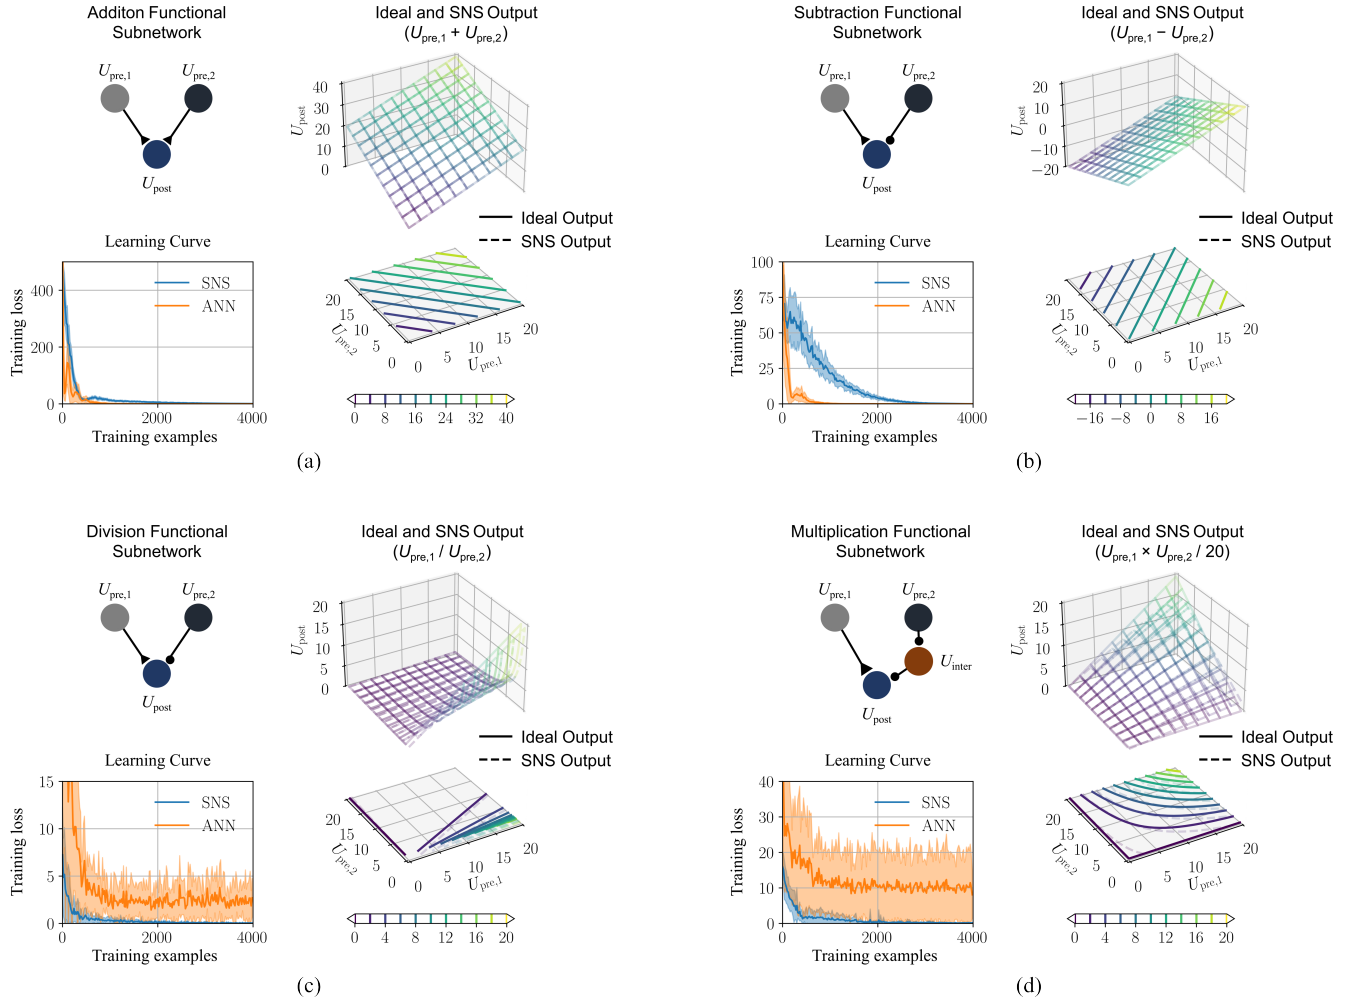 Additon Functional
Subnetwork
Ideal and SNS Output
(Upre,1 + Upre,2)
Upre,1
Upre,2
Upost
Upost
40
30
20
10
0
Ideal Output
SNS Output
Learning Curve
Training loss
400
200
0
SNS
ANN
0
2000
4000
Training examples
20
15
10
5
0
Upre,2
0
5
10
15
20
Upre,1
0 8 16 24 32 40
(a)
Subtraction Functional
Subnetwork
Ideal and SNS Output
(Upre,1 − Upre,2)
Upre,1
Upre,2
Upost
Upost
20
10
0
−10
−20
Ideal Output
SNS Output
Learning Curve
Training loss
100
75
50
25
0
SNS
ANN
0
2000
4000
Training examples
20
15
10
5
0
Upre,2
0
5
10
15
20
Upre,1
−16 −8 0 8 16
(b)
Division Functional
Subnetwork
Ideal and SNS Output
(Upre,1 / Upre,2)
Upre,1
Upre,2
Upost
Upost
20
15
10
5
0
Ideal Output
SNS Output
Learning Curve
Training loss
15
10
5
0
SNS
ANN
0
2000
4000
Training examples
20
15
10
5
0
Upre,2
0
5
10
15
20
Upre,1
0 4 8 12 16 20
(c)
Multiplication Functional
Subnetwork
Ideal and SNS Output
(Upre,1 × Upre,2 / 20)
Upre,1
Upre,2
Uinter
Upost
Upost
20
15
10
5
0
Ideal Output
SNS Output
Learning Curve
Training loss
40
30
20
10
0
SNS
ANN
0
2000
4000
Training examples
20
15
10
5
0
Upre,2
0
5
10
15
20
Upre,1
0 4 8 12 16 20
(d)